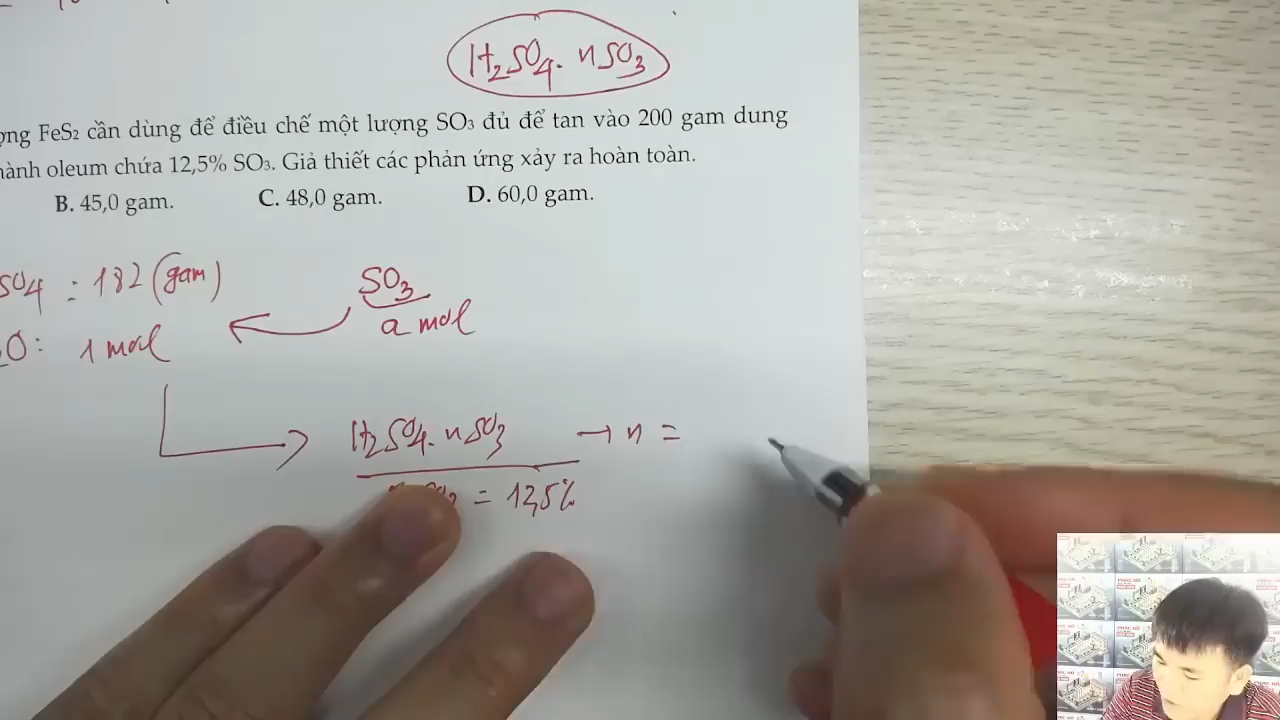 H₂SO₄. nSO₃
ợng FeS₂ cần dùng để điều chế một lượng SO₃ đủ để tan vào 200 gam dung
hành oleum chứa 12,5% SO₃. Giả thiết các phản ứng xảy ra hoàn toàn.
B. 45,0 gam. C. 48,0 gam. D. 60,0 gam.
SO₄ : 182 (gam) SO₃
O: 1 mol a mol
H₂SO₄. nSO₃ → n =
= 12,5%